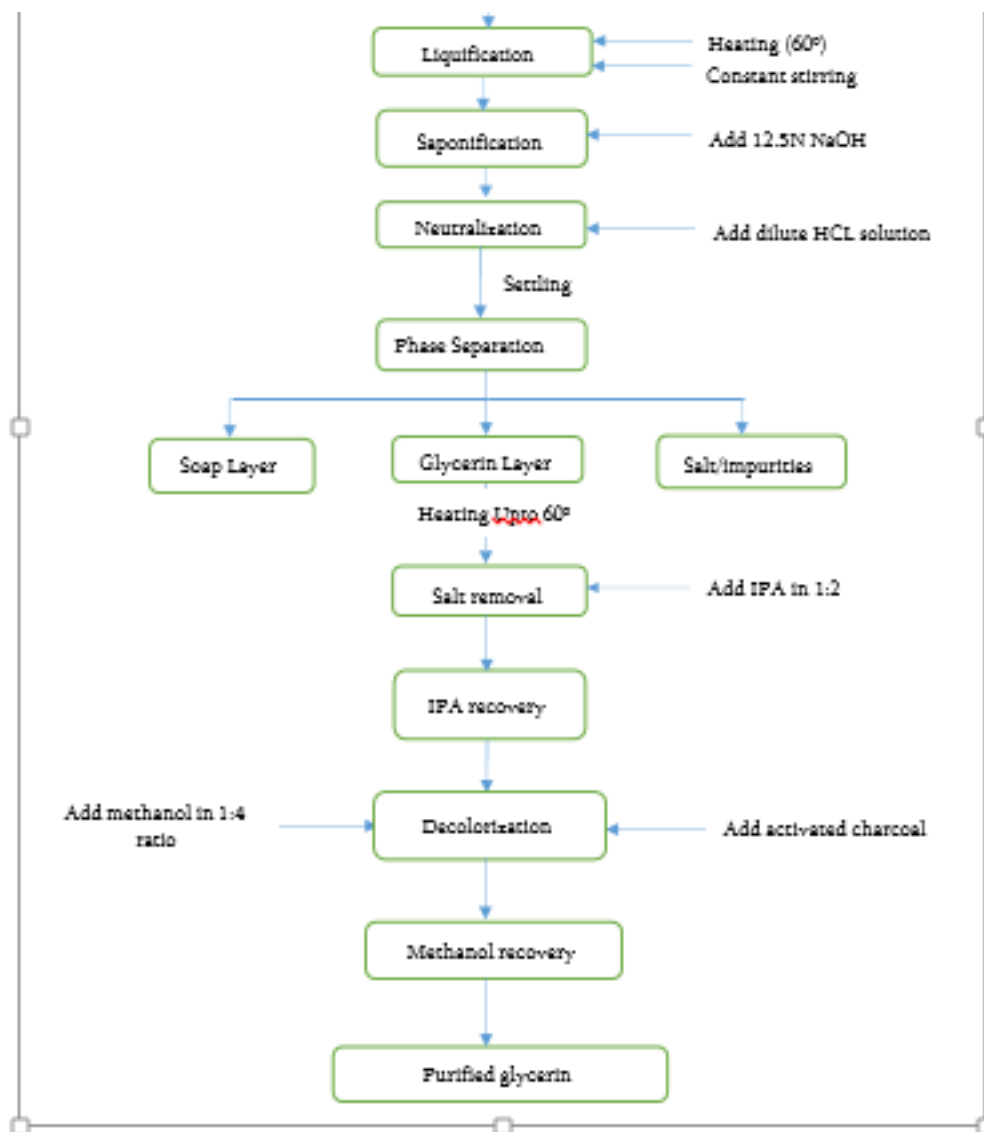 Liquification
Heating (60º)
Constant stirring
Saponification
Add 12.5N NaOH
Neutralization
Add dilute HCL solution
Settling
Phase Separation
Soap Layer
Glycerin Layer
Salt/impurities
Heating Upto 60º
Salt removal
Add IPA in 1:2
IPA recovery
Add methanol in 1:4
ratio
Decolorization
Add activated charcoal
Methanol recovery
Purified glycerin